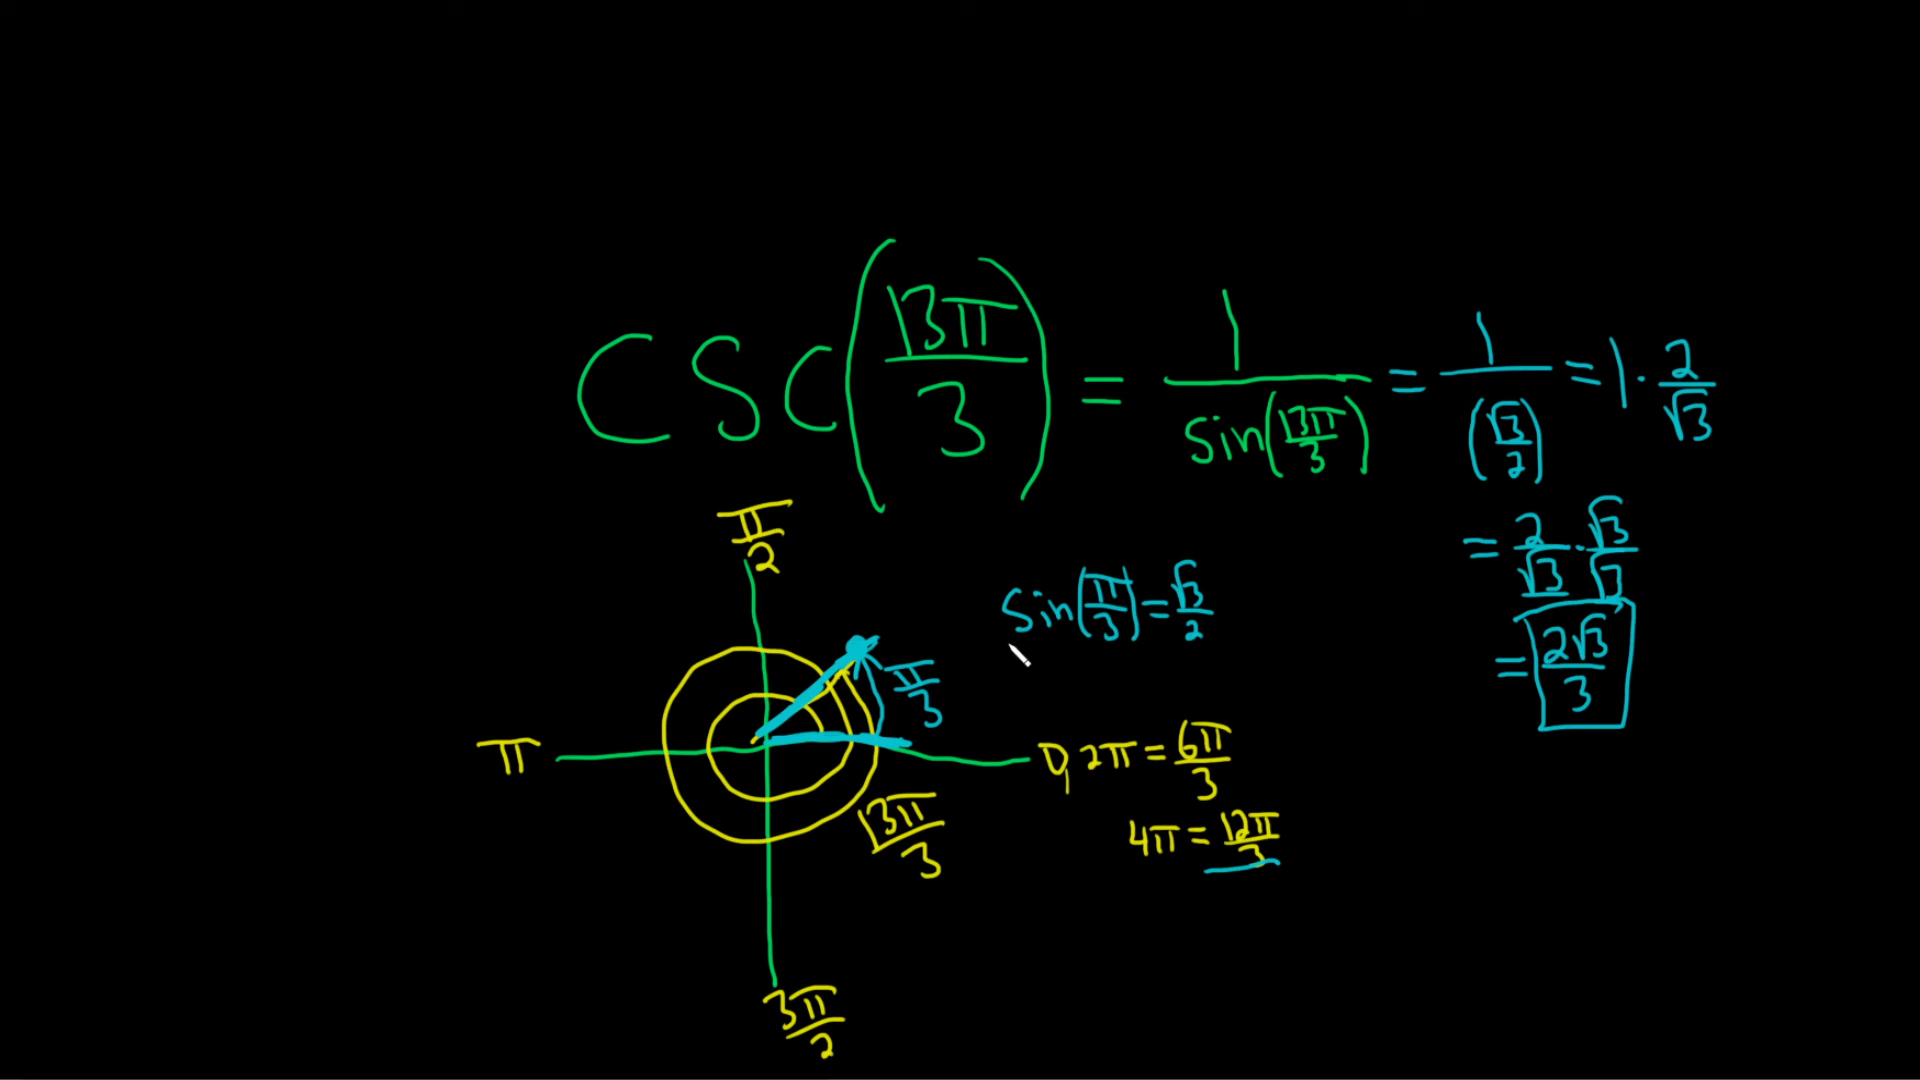 CSC(13π/3) = 1/Sin(13π/3) = 1/(√3/2) = 1 · 2/√3
= 2/√3 · √3/√3
= 2√3/3
π/2
Sin(π/3) = √3/2
π/3
π
0, 2π = 6π/3
4π = 12π/3
13π/3
3π/2